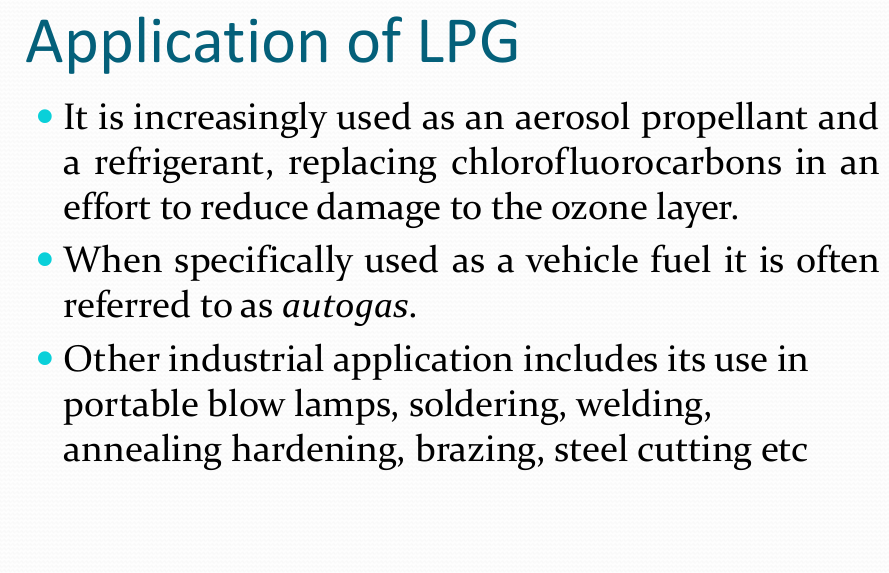 Application of LPG
• It is increasingly used as an aerosol propellant and
a refrigerant, replacing chlorofluorocarbons in an
effort to reduce damage to the ozone layer.
• When specifically used as a vehicle fuel it is often
referred to as autogas.
• Other industrial application includes its use in
portable blow lamps, soldering, welding,
annealing hardening, brazing, steel cutting etc